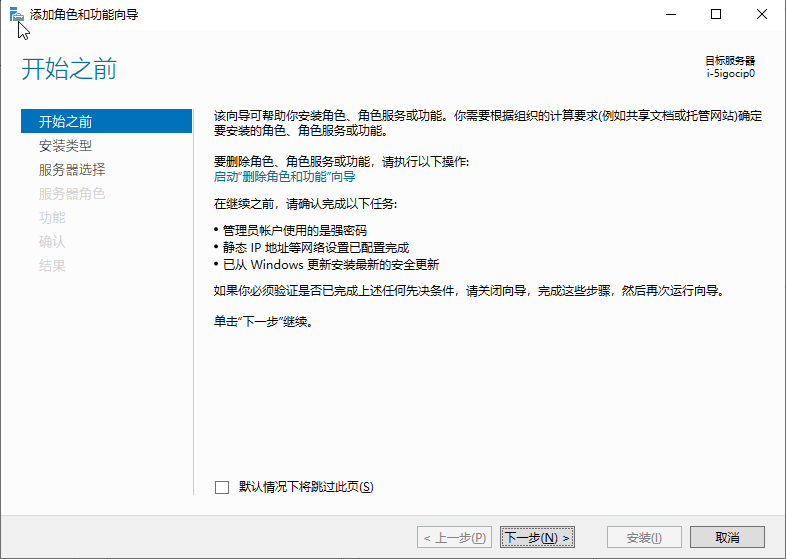 添加角色和功能向导
开始之前
目标服务器
i-5igocip0
开始之前
安装类型
服务器选择
服务器角色
功能
确认
结果
该向导可帮助你安装角色、角色服务或功能。你需要根据组织的计算要求(例如共享文档或托管网站)确定
要安装的角色、角色服务或功能。
要删除角色、角色服务或功能，请执行以下操作:
启动“删除角色和功能”向导
在继续之前，请确认完成以下任务:
• 管理员帐户使用的是强密码
• 静态 IP 地址等网络设置已配置完成
• 已从 Windows 更新安装最新的安全更新
如果你必须验证是否已完成上述任何先决条件，请关闭向导，完成这些步骤，然后再次运行向导。
单击“下一步”继续。
默认情况下将跳过此页(S)
< 上一步(P)
下一步(N) >
安装(I)
取消